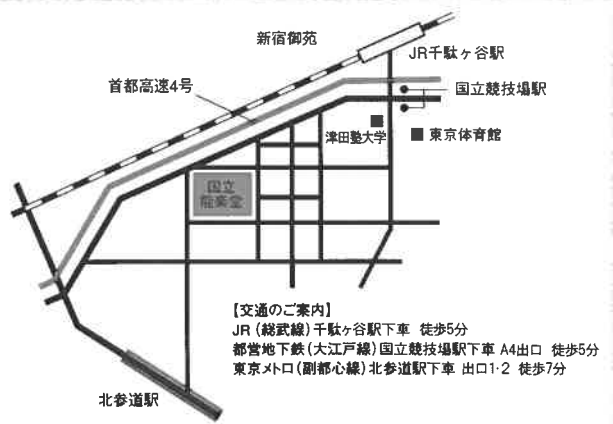 新宿御苑
JR千駄ヶ谷駅
首都高速4号
国立競技場駅
津田塾大学
東京体育館
国立
能楽堂
【交通のご案内】
JR（総武線）千駄ヶ谷駅下車 徒歩5分
都営地下鉄（大江戸線）国立競技場駅下車 A4出口 徒歩5分
東京メトロ（副都心線）北参道駅下車 出口1・2 徒歩7分
北参道駅